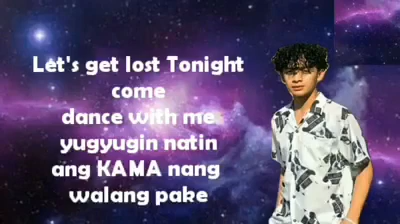 Let's get lost Tonight
come
dance with me
yugyugin natin
ang KAMA nang
walang pake